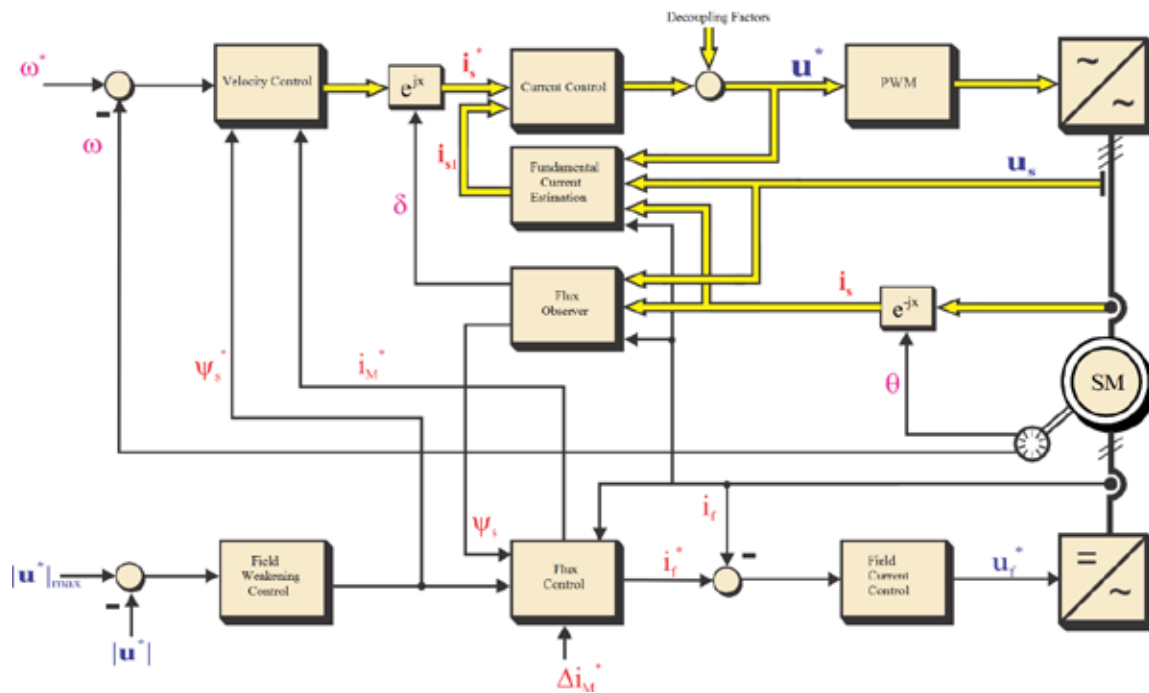 Decoupling Factors
ω*
Velocity Control
e^jx
i_s*
Current Control
u*
PWM
~
~
ω
i_s1
Fundamental
Current
Estimation
u_s
δ
Flux
Observer
i_s
e^-jx
ψ_s*
i_M*
θ
SM
ψ_s
i_f
|u*|_max
Field
Weakening
Control
Flux
Control
i_f*
Field
Current
Control
u_f*
=
~
|u*|
Δi_M*